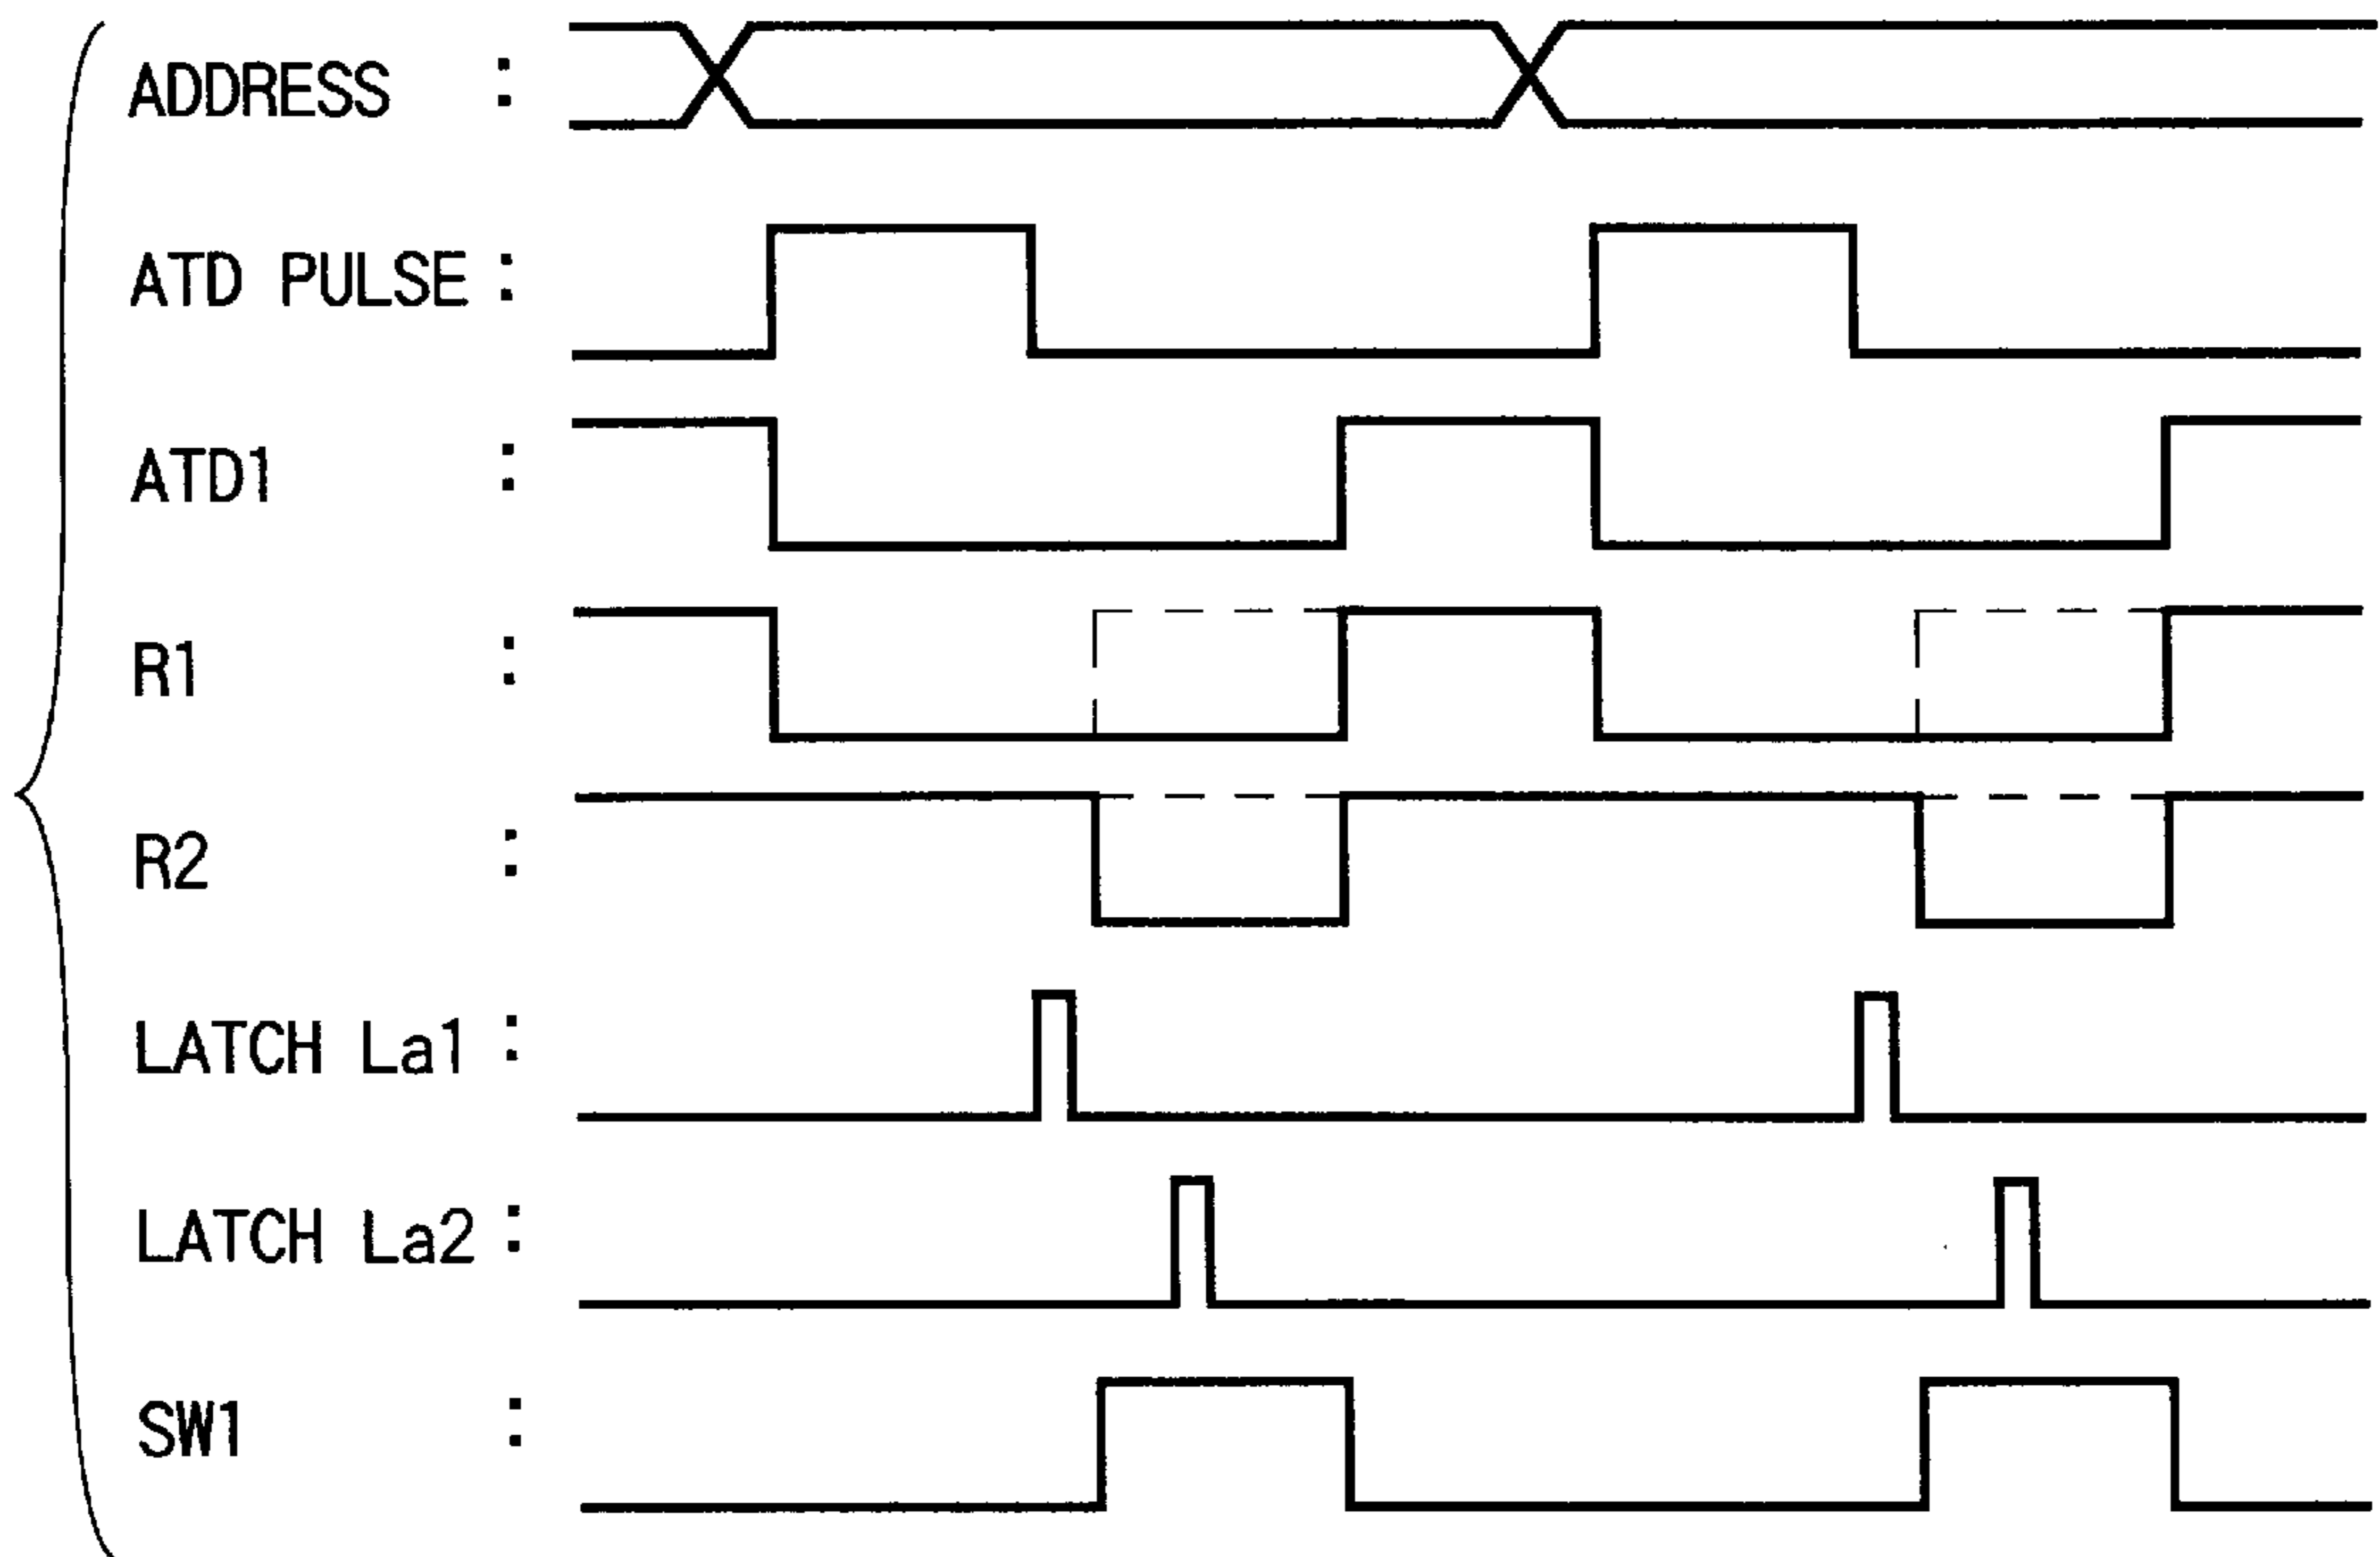 ADDRESS :
ATD PULSE :
ATD1 :
R1 :
R2 :
LATCH La1 :
LATCH La2 :
SW1 :